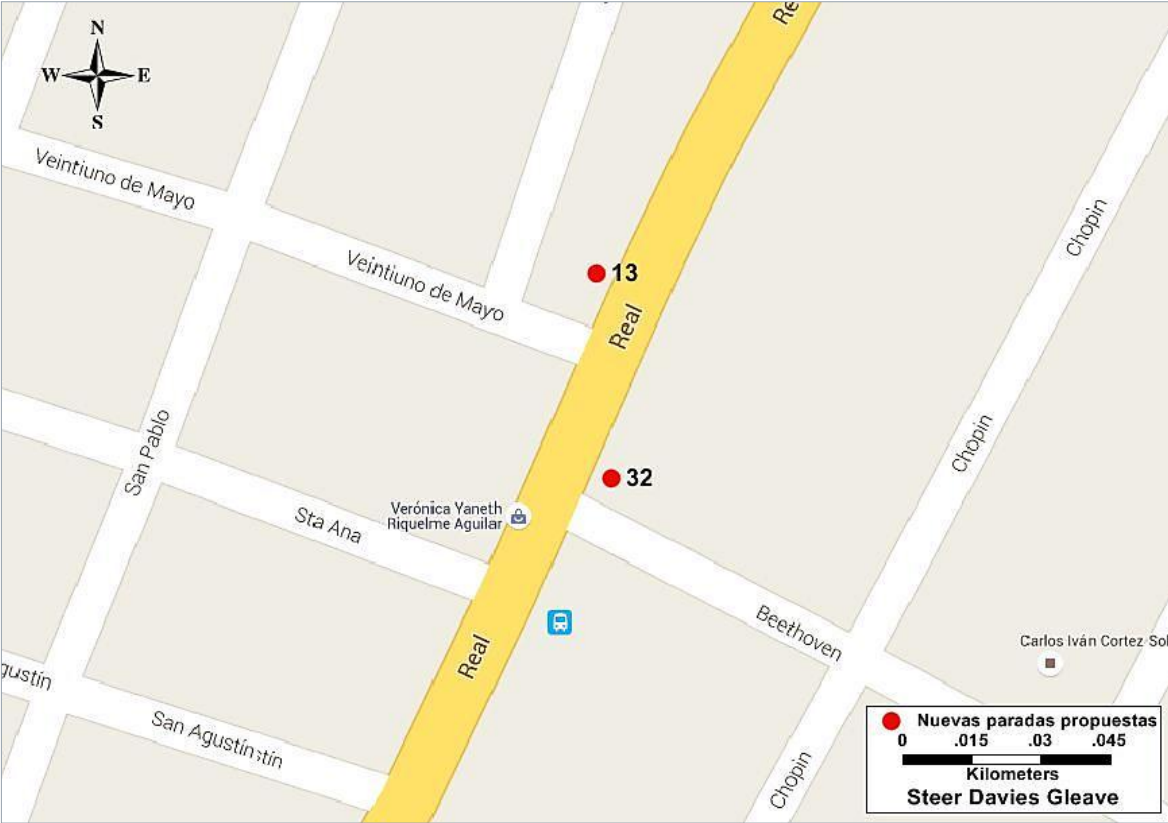 N
W E
S
Re
Veintiuno de Mayo
Veintiuno de Mayo
Chopin
13
Real
San Pablo
Chopin
32
Verónica Yaneth
Riquelme Aguilar
Sta Ana
Beethoven
Carlos Iván Cortez Sol
Real
gustín
San Agustínstín
Chopin
Nuevas paradas propuestas
0 .015 .03 .045
Kilometers
Steer Davies Gleave